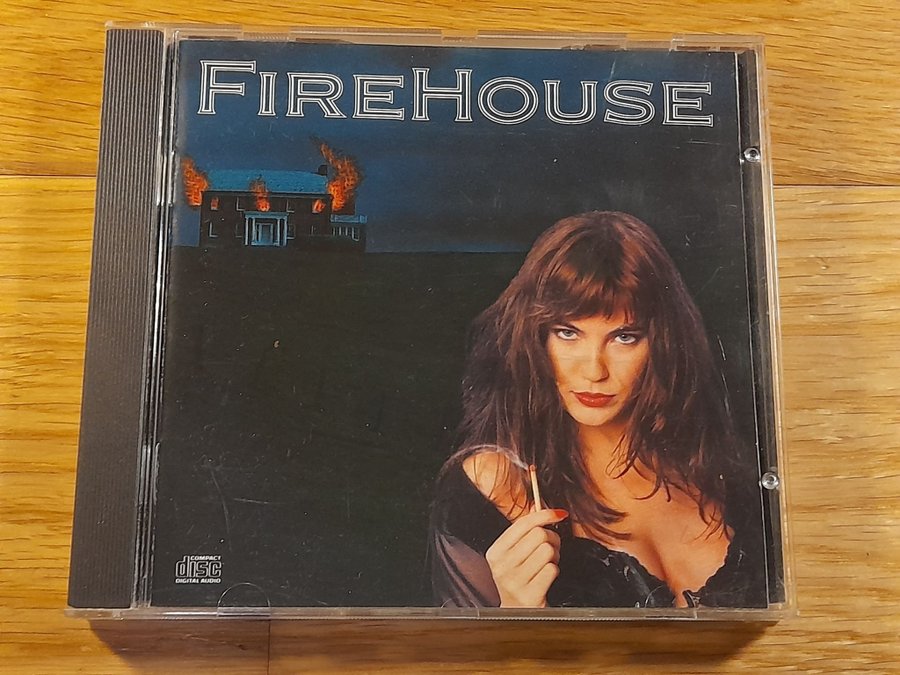 FIREHOUSE
COMPACT
disc
DIGITAL AUDIO